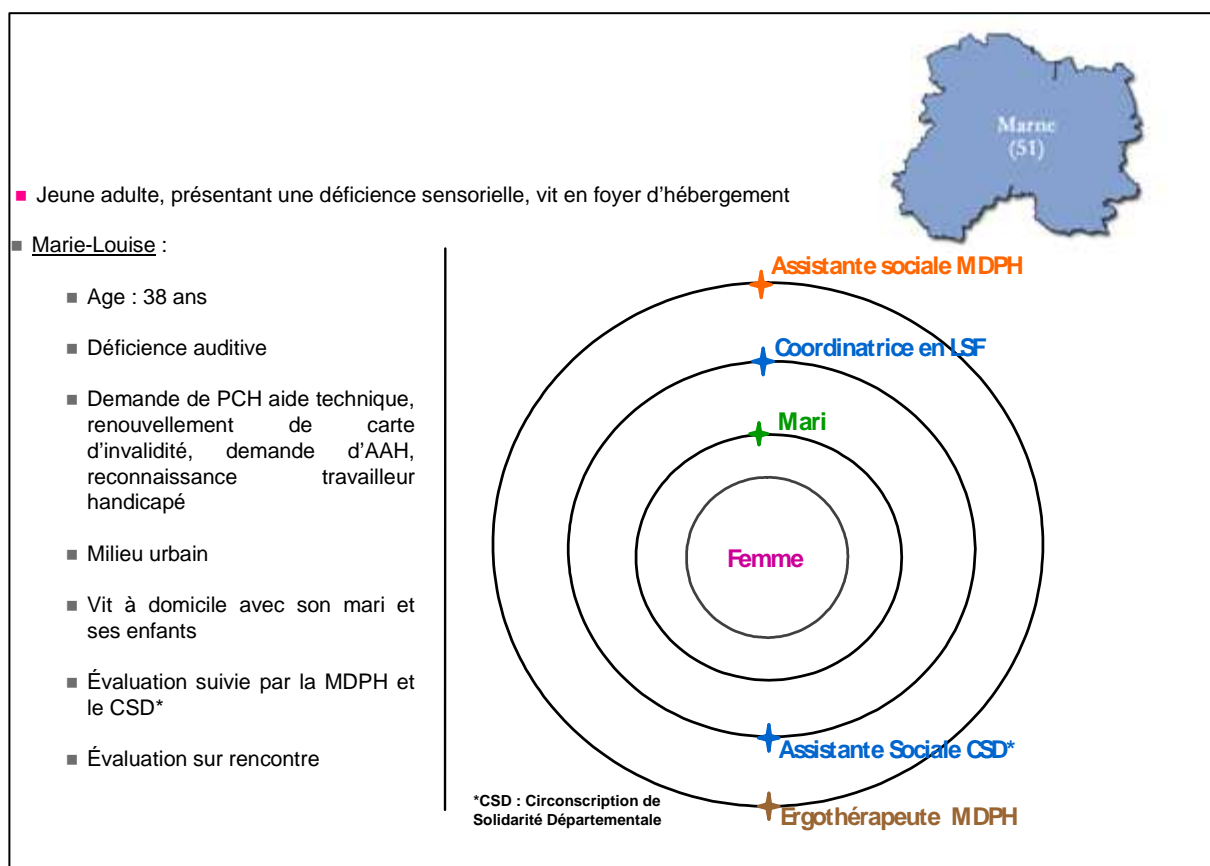 Marne
(51)
Jeune adulte, présentant une déficience sensorielle, vit en foyer d'hébergement
Marie-Louise :
Age : 38 ans
Déficience auditive
Demande de PCH aide technique,
renouvellement de carte
d'invalidité, demande d'AAH,
reconnaissance travailleur
handicapé
Milieu urbain
Vit à domicile avec son mari et
ses enfants
Évaluation suivie par la MDPH et
le CSD*
Évaluation sur rencontre
Assistante sociale MDPH
Coordinatrice en LSF
Mari
Femme
Assistante Sociale CSD*
Ergothérapeute MDPH
*CSD : Circonscription de
Solidarité Départementale